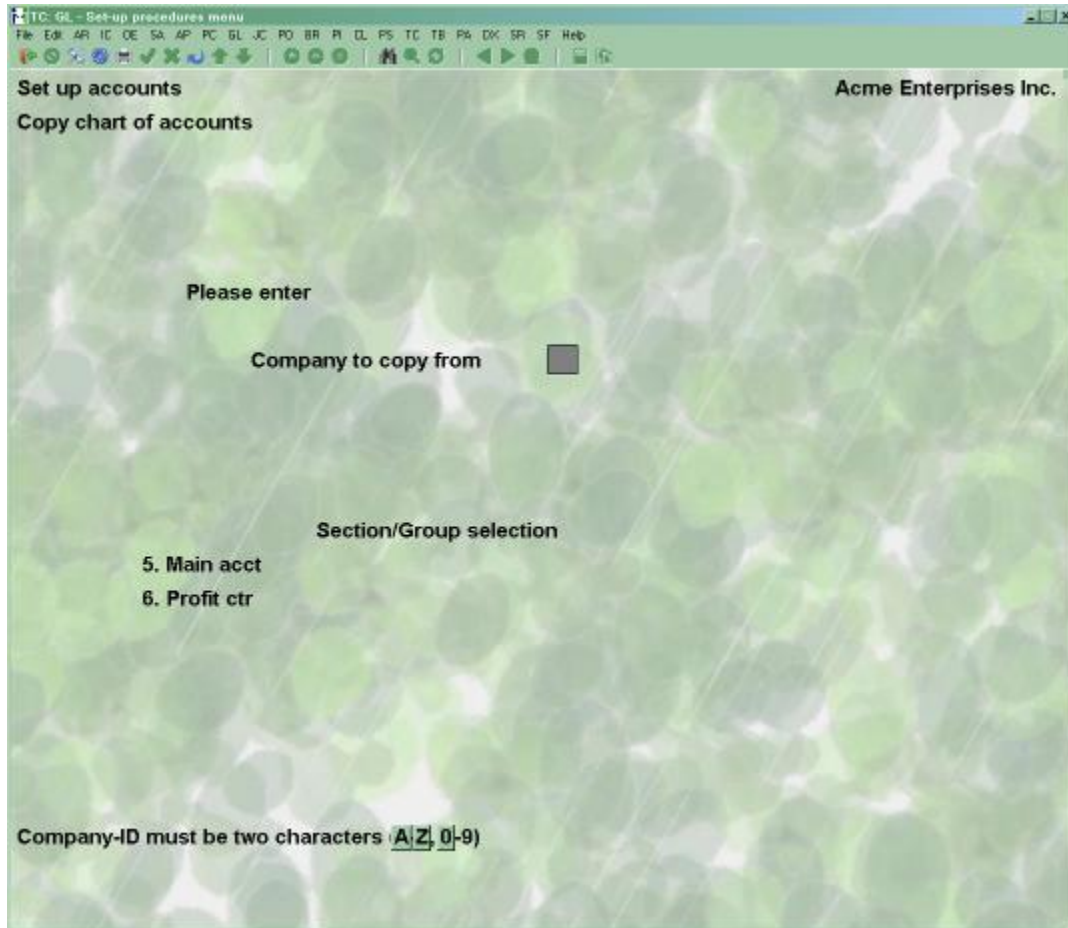 TC: GL - Set-up procedures menu
File Edit AR IC OE SA AP PC GL JC PO BR PI CL PS TC TB PA DX SR SF Help
Set up accounts Acme Enterprises Inc.
Copy chart of accounts
Please enter
Company to copy from
Section/Group selection
5. Main acct
6. Profit ctr
Company-ID must be two characters (A Z, 0-9)